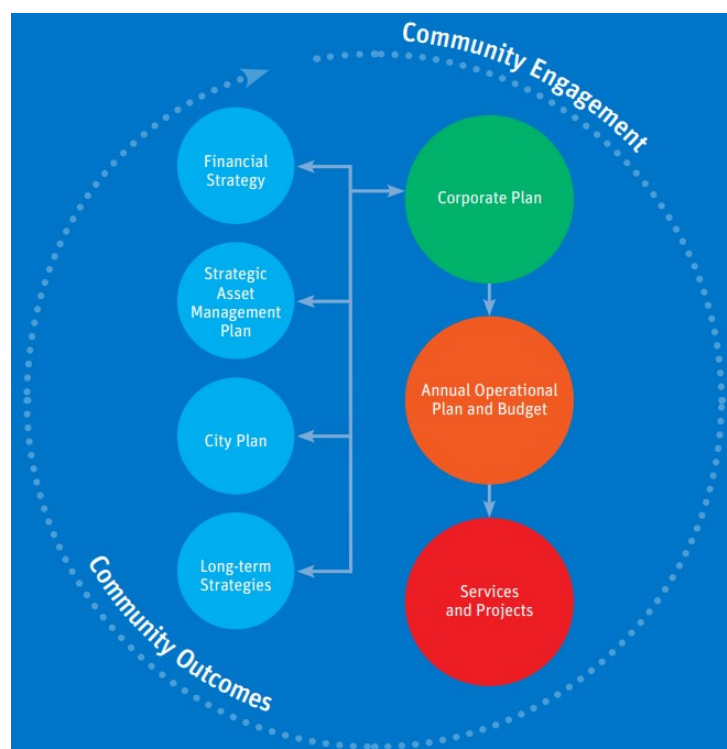 Community Engagement
Financial
Strategy
Corporate Plan
Strategic
Asset
Management
Plan
Annual Operational
Plan and Budget
City Plan
Long-term
Strategies
Services
and Projects
Community Outcomes